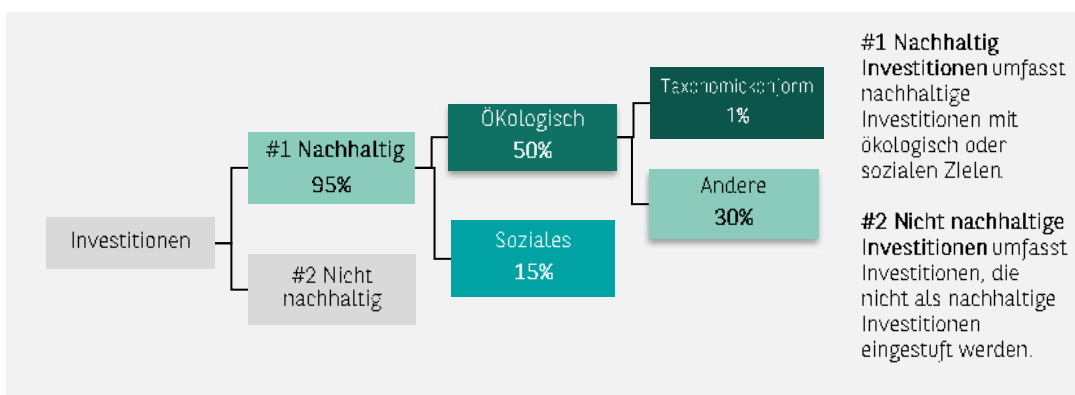 Investitionen
#1 Nachhaltig
95%
#2 Nicht
nachhaltig
ÖKologisch
50%
Soziales
15%
Taxonomickonform
1%
Andere
30%
#1 Nachhaltig
Investitionen umfasst
nachhaltige
Investitionen mit
ökologisch oder
sozialen ZIelen
#2 Nicht nachhaltige
Investitionen umfasst
Investitionen, die
nicht als nachhaltige
Investitionen
eingestuft werden.